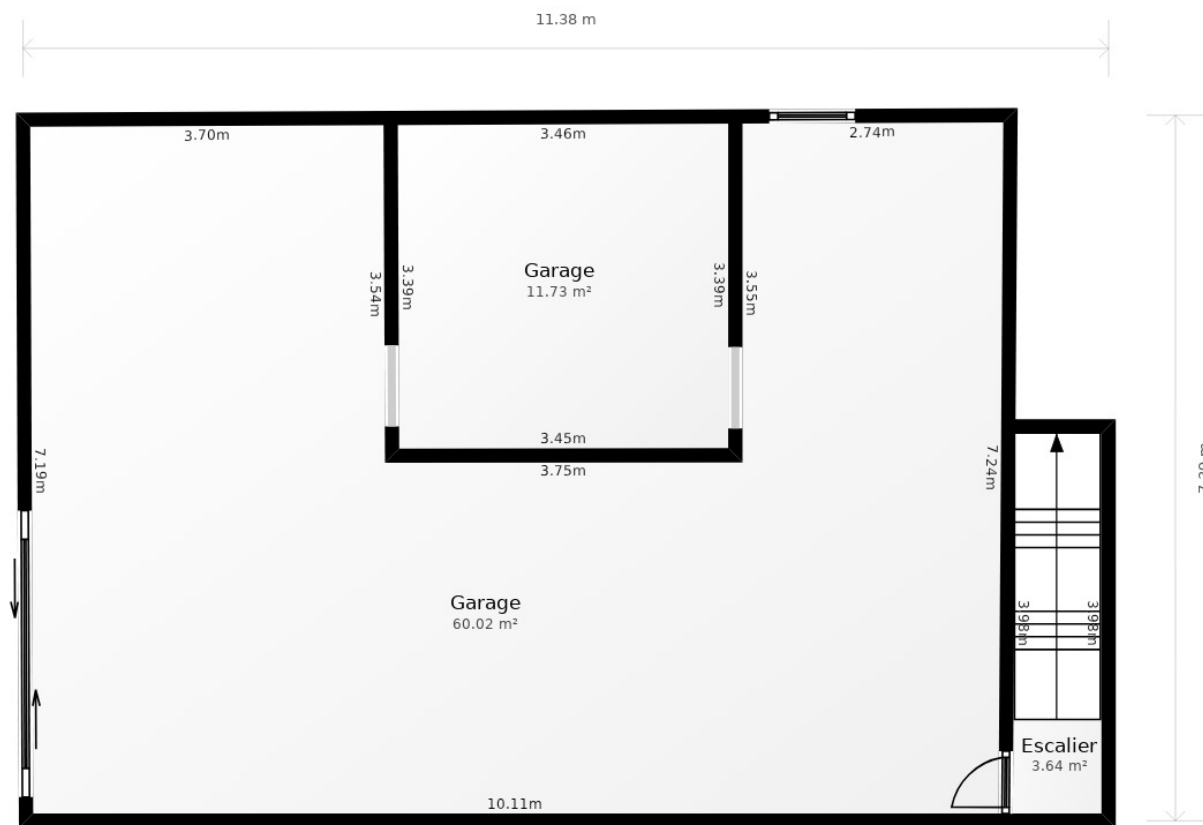 11.38 m
3.70m
3.46m
2.74m
3.54m
3.39m
3.39m
3.55m
Garage
11.73 m²
3.45m
3.75m
7.19m
7.24m
Garage
60.02 m²
3.98m
3.98m
Escalier
3.64 m²
10.11m